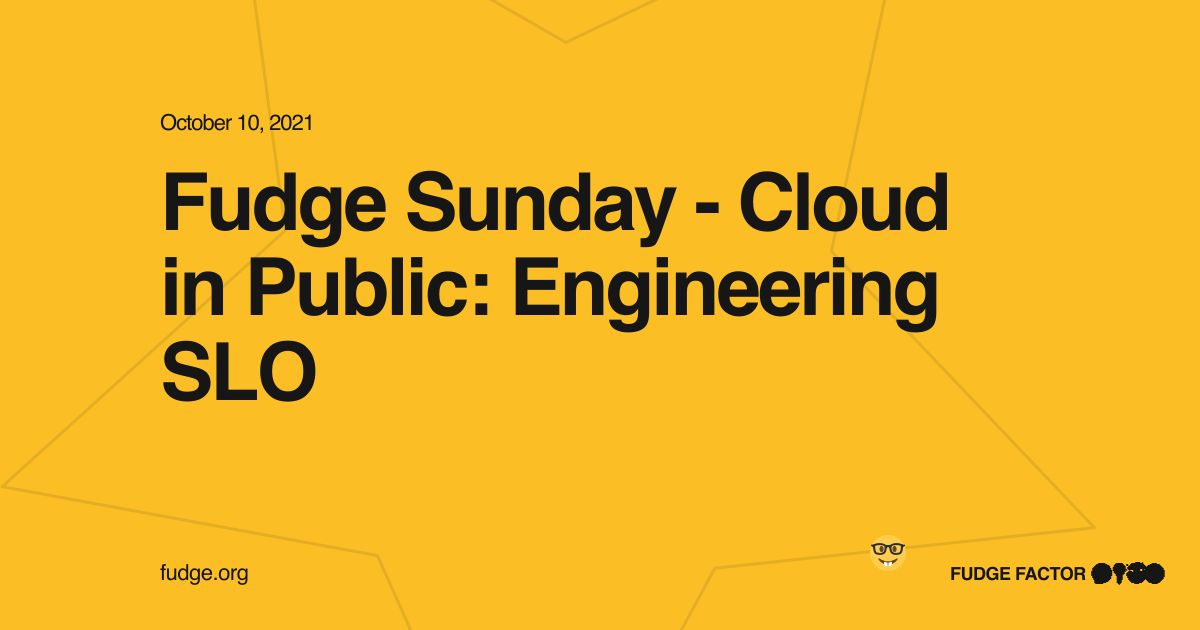 October 10, 2021
Fudge Sunday - Cloud
in Public: Engineering
SLO
fudge.org
FUDGE FACTOR